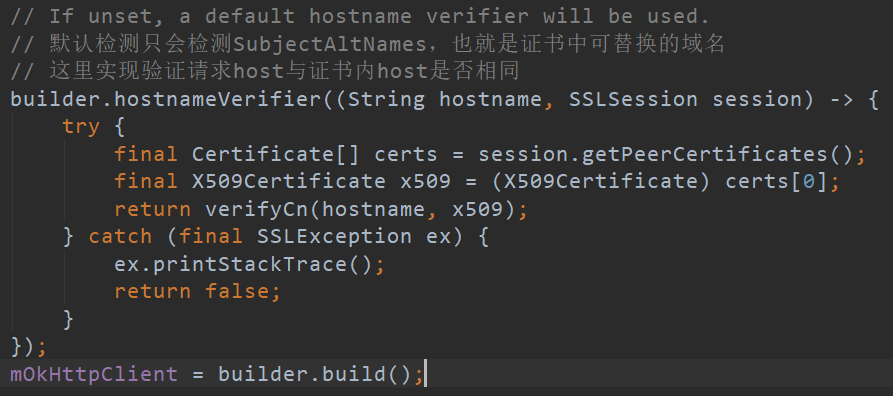 // If unset, a default hostname verifier will be used.
// 默认检测只会检测SubjectAltNames，也就是证书中可替换的域名
// 这里实现验证请求host与证书内host是否相同
builder.hostnameVerifier((String hostname, SSLSession session) -> {
    try {
        final Certificate[] certs = session.getPeerCertificates();
        final X509Certificate x509 = (X509Certificate) certs[0];
        return verifyCn(hostname, x509);
    } catch (final SSLException ex) {
        ex.printStackTrace();
        return false;
    }
});
mOkHttpClient = builder.build();